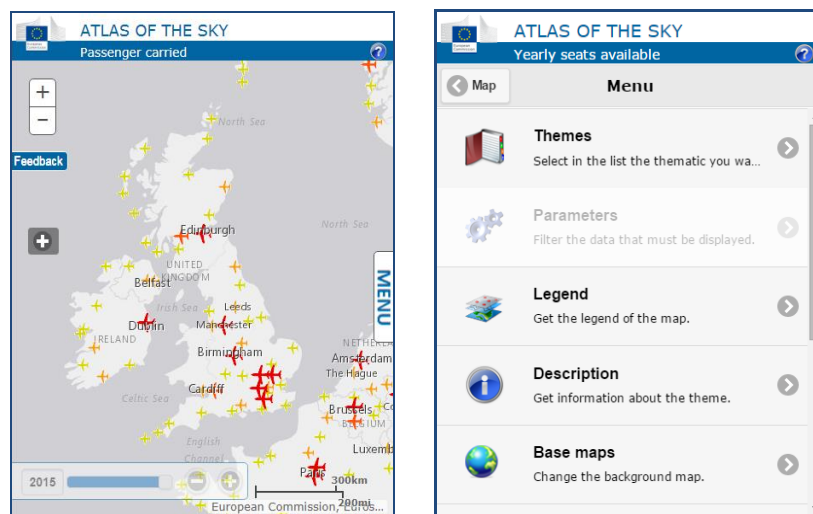 ATLAS OF THE SKY
Passenger carried
?
+
−
North Sea
Feedback
Edinburgh
North Sea
UNITED
KINGDOM
Belfast
MENU
Irish Sea
Leeds
Dublin
Manchester
IRELAND
Birmingham
Amsterdam
The Hague
Cardiff
Celtic Sea
Brussels
BELGIUM
English
Channel
Luxemb
Paris
300km
2015
200mi
European Commission, Euros...
ATLAS OF THE SKY
Yearly seats available
?
Map
Menu
Themes
Select in the list the thematic you wa...
Parameters
Filter the data that must be displayed.
Legend
Get the legend of the map.
Description
Get information about the theme.
Base maps
Change the background map.